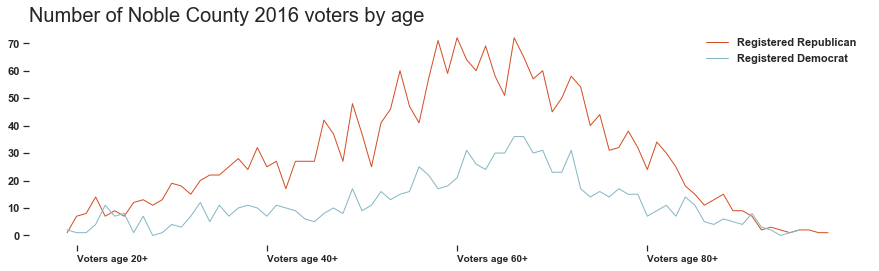 Number of Noble County 2016 voters by age
Registered Republican
Registered Democrat
70
60
50
40
30
20
10
0
Voters age 20+ Voters age 40+ Voters age 60+ Voters age 80+